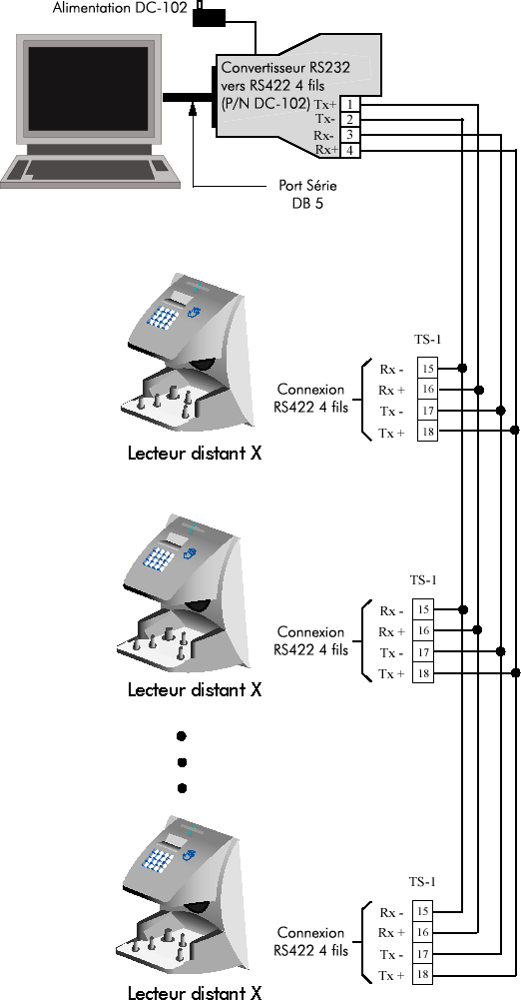 Alimentation DC-102
Convertisseur RS232
vers RS422 4 fils
(P/N DC-102)
Tx+ 1
Tx- 2
Rx- 3
Rx+ 4
Port Série
DB 5
TS-1
Connexion
RS422 4 fils
Rx - 15
Rx + 16
Tx - 17
Tx + 18
Lecteur distant X
TS-1
Connexion
RS422 4 fils
Rx - 15
Rx + 16
Tx - 17
Tx + 18
Lecteur distant X
TS-1
Connexion
RS422 4 fils
Rx - 15
Rx + 16
Tx - 17
Tx + 18
Lecteur distant X